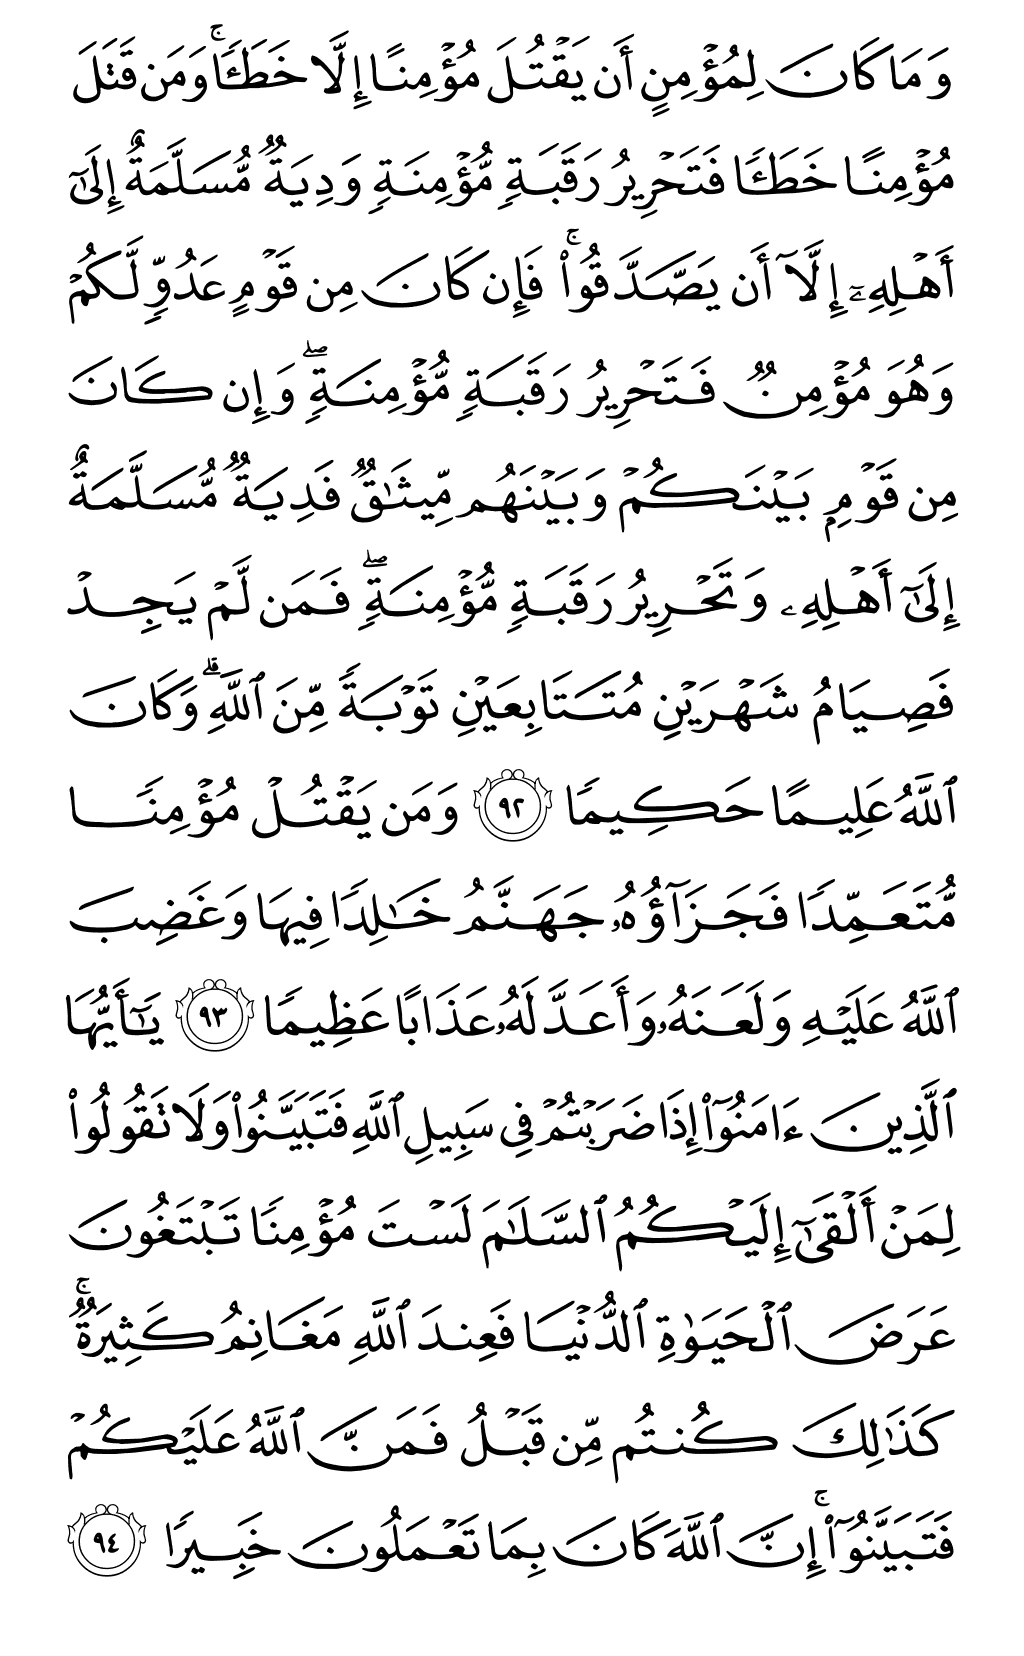 وَمَا كَانَ لِمُؤۡمِنٍ أَن يَقۡتُلَ مُؤۡمِنًا إِلَّا خَطَـٔٗاۚ وَمَن قَتَلَ
مُؤۡمِنًا خَطَـٔٗا فَتَحۡرِيرُ رَقَبَةٖ مُّؤۡمِنَةٖ وَدِيَةٞ مُّسَلَّمَةٌ إِلَىٰٓ
أَهۡلِهِۦٓ إِلَّآ أَن يَصَّدَّقُواْۚ فَإِن كَانَ مِن قَوۡمٍ عَدُوّٖ لَّكُمۡ
وَهُوَ مُؤۡمِنٞ فَتَحۡرِيرُ رَقَبَةٖ مُّؤۡمِنَةٖۖ وَإِن كَانَ
مِن قَوۡمِۭ بَيۡنَكُمۡ وَبَيۡنَهُم مِّيثَٰقٞ فَدِيَةٞ مُّسَلَّمَةٌ
إِلَىٰٓ أَهۡلِهِۦ وَتَحۡرِيرُ رَقَبَةٖ مُّؤۡمِنَةٖۖ فَمَن لَّمۡ يَجِدۡ
فَصِيَامُ شَهۡرَيۡنِ مُتَتَابِعَيۡنِ تَوۡبَةٗ مِّنَ ٱللَّهِۗ وَكَانَ
ٱللَّهُ عَلِيمًا حَكِيمٗا ٩٢ وَمَن يَقۡتُلۡ مُؤۡمِنٗا
مُّتَعَمِّدٗا فَجَزَآؤُهُۥ جَهَنَّمُ خَٰلِدٗا فِيهَا وَغَضِبَ
ٱللَّهُ عَلَيۡهِ وَلَعَنَهُۥ وَأَعَدَّ لَهُۥ عَذَابًا عَظِيمٗا ٩٣ يَٰٓأَيُّهَا
ٱلَّذِينَ ءَامَنُوٓاْ إِذَا ضَرَبۡتُمۡ فِي سَبِيلِ ٱللَّهِ فَتَبَيَّنُواْ وَلَا تَقُولُواْ
لِمَنۡ أَلۡقَىٰٓ إِلَيۡكُمُ ٱلسَّلَٰمَ لَسۡتَ مُؤۡمِنٗا تَبۡتَغُونَ
عَرَضَ ٱلۡحَيَوٰةِ ٱلدُّنۡيَا فَعِندَ ٱللَّهِ مَغَانِمُ كَثِيرَةٞۚ
كَذَٰلِكَ كُنتُم مِّن قَبۡلُ فَمَنَّ ٱللَّهُ عَلَيۡكُمۡ
فَتَبَيَّنُوٓاْۚ إِنَّ ٱللَّهَ كَانَ بِمَا تَعۡمَلُونَ خَبِيرٗا ٩٤